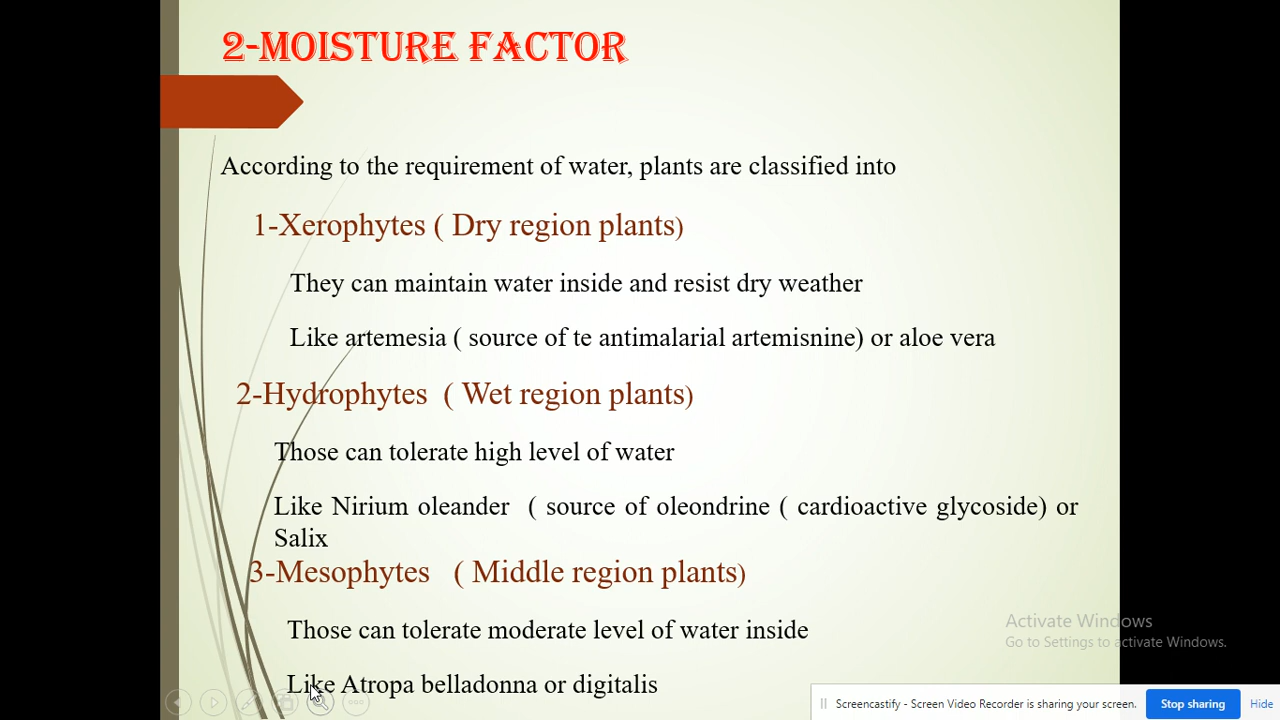 2-MOISTURE FACTOR
According to the requirement of water, plants are classified into
1-Xerophytes ( Dry region plants)
They can maintain water inside and resist dry weather
Like artemesia ( source of te antimalarial artemisnine) or aloe vera
2-Hydrophytes ( Wet region plants)
Those can tolerate high level of water
Like Nirium oleander ( source of oleondrine ( cardioactive glycoside) or
Salix
3-Mesophytes ( Middle region plants)
Those can tolerate moderate level of water inside
Like Atropa belladonna or digitalis
Activate Windows
Go to Settings to activate Windows.
Screencastify - Screen Video Recorder is sharing your screen. Stop sharing Hide